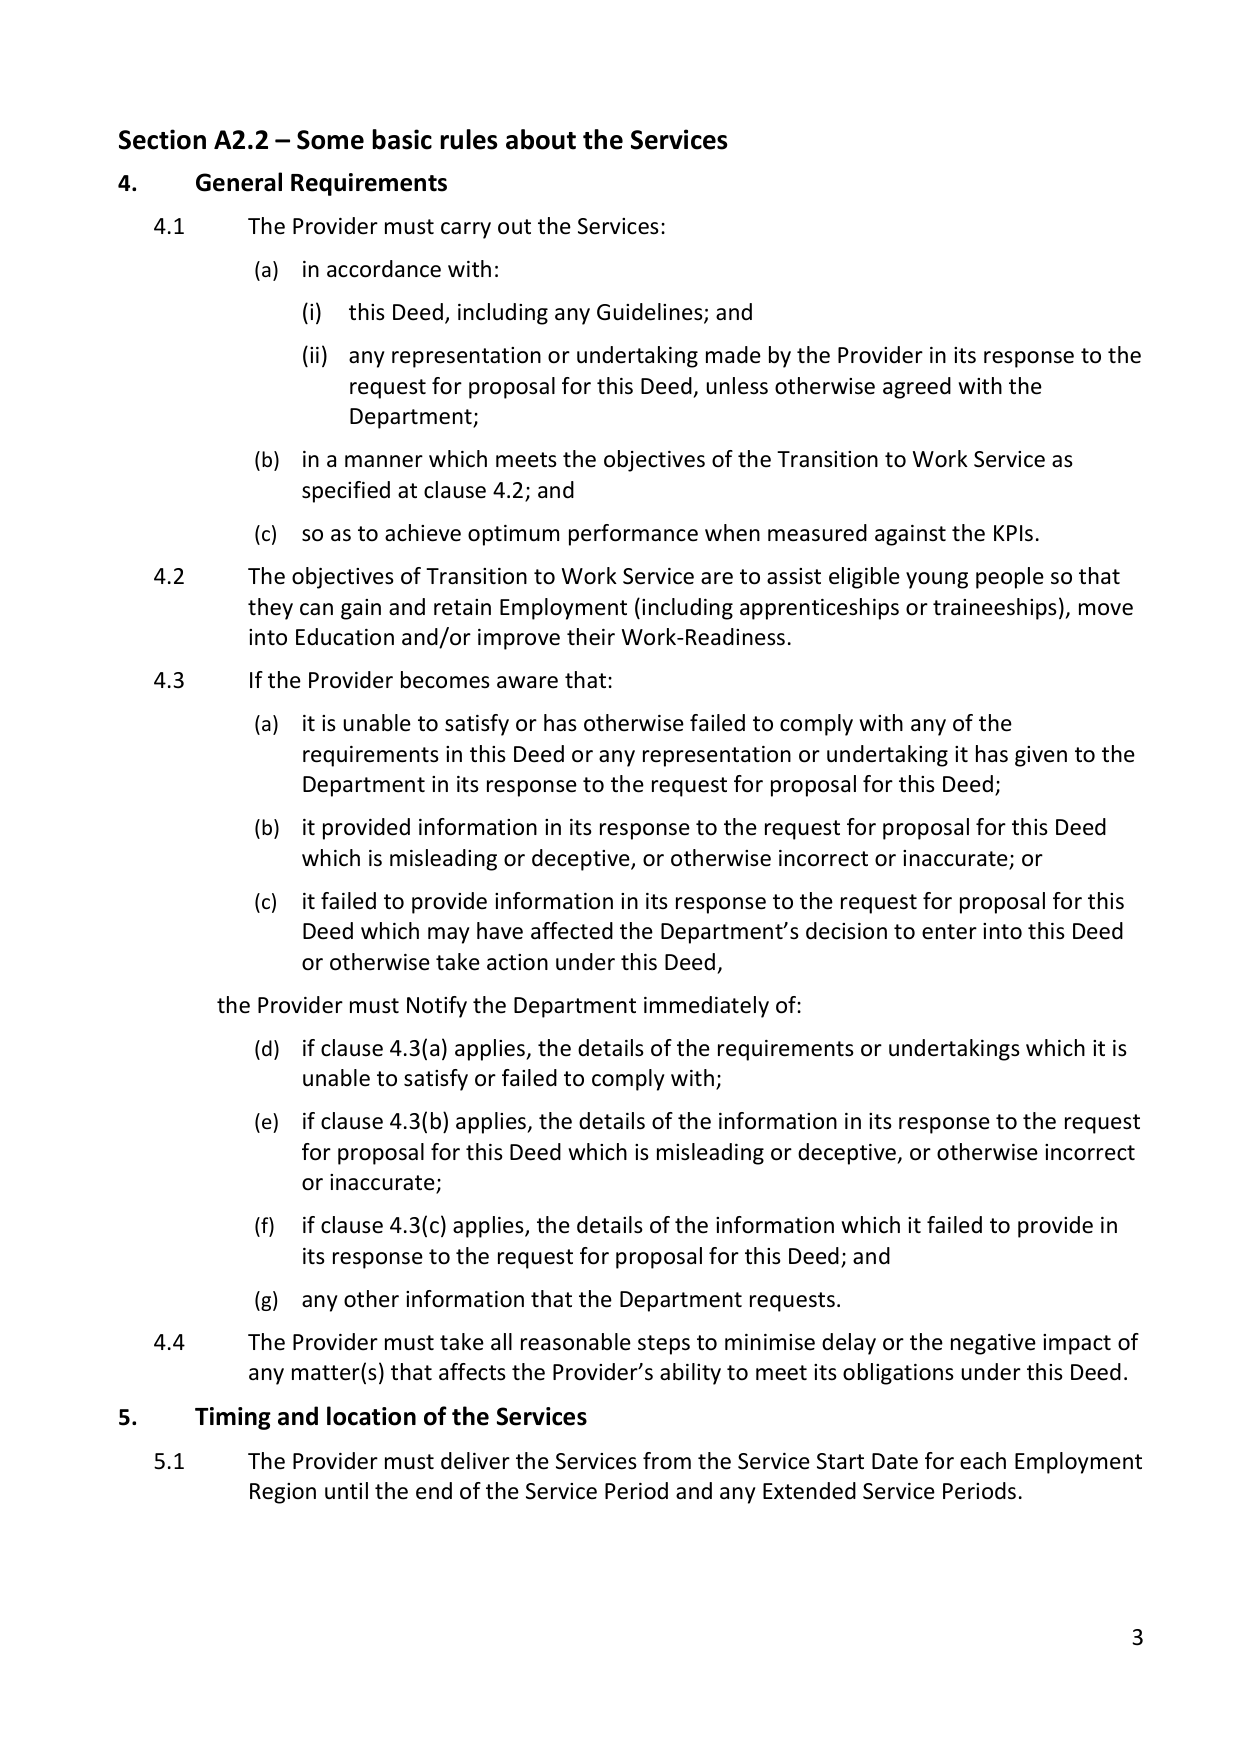 Section A2.2 – Some basic rules about the Services
4. General Requirements
4.1 The Provider must carry out the Services:
(a) in accordance with:
(i) this Deed, including any Guidelines; and
(ii) any representation or undertaking made by the Provider in its response to the
request for proposal for this Deed, unless otherwise agreed with the
Department;
(b) in a manner which meets the objectives of the Transition to Work Service as
specified at clause 4.2; and
(c) so as to achieve optimum performance when measured against the KPIs.
4.2 The objectives of Transition to Work Service are to assist eligible young people so that
they can gain and retain Employment (including apprenticeships or traineeships), move
into Education and/or improve their Work-Readiness.
4.3 If the Provider becomes aware that:
(a) it is unable to satisfy or has otherwise failed to comply with any of the
requirements in this Deed or any representation or undertaking it has given to the
Department in its response to the request for proposal for this Deed;
(b) it provided information in its response to the request for proposal for this Deed
which is misleading or deceptive, or otherwise incorrect or inaccurate; or
(c) it failed to provide information in its response to the request for proposal for this
Deed which may have affected the Department’s decision to enter into this Deed
or otherwise take action under this Deed,
the Provider must Notify the Department immediately of:
(d) if clause 4.3(a) applies, the details of the requirements or undertakings which it is
unable to satisfy or failed to comply with;
(e) if clause 4.3(b) applies, the details of the information in its response to the request
for proposal for this Deed which is misleading or deceptive, or otherwise incorrect
or inaccurate;
(f) if clause 4.3(c) applies, the details of the information which it failed to provide in
its response to the request for proposal for this Deed; and
(g) any other information that the Department requests.
4.4 The Provider must take all reasonable steps to minimise delay or the negative impact of
any matter(s) that affects the Provider’s ability to meet its obligations under this Deed.
5. Timing and location of the Services
5.1 The Provider must deliver the Services from the Service Start Date for each Employment
Region until the end of the Service Period and any Extended Service Periods.
3